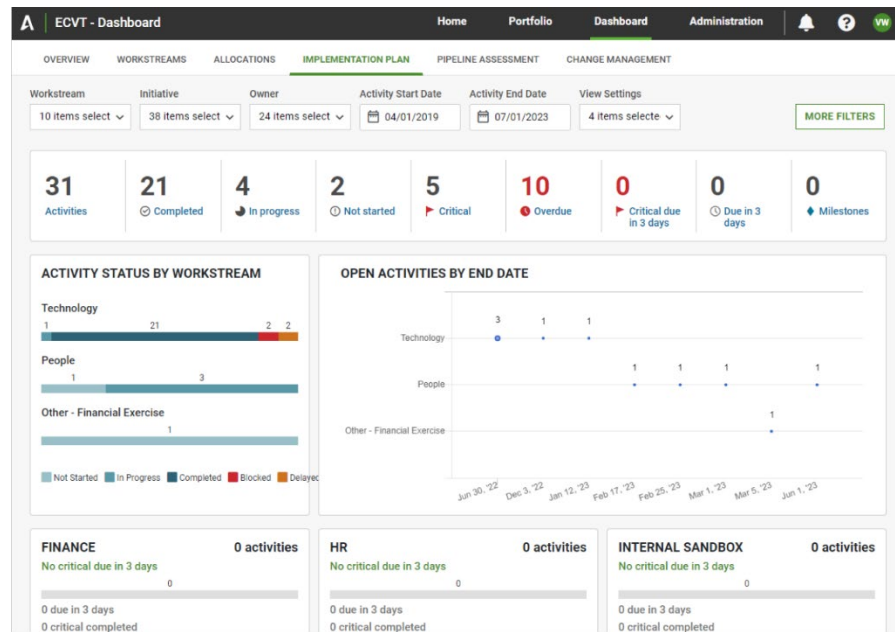 ECVT - Dashboard
Home Portfolio Dashboard Administration
VW
OVERVIEW WORKSTREAMS ALLOCATIONS IMPLEMENTATION PLAN PIPELINE ASSESSMENT CHANGE MANAGEMENT
Workstream Initiative Owner Activity Start Date Activity End Date View Settings
10 items select 38 items select 24 items select 04/01/2019 07/01/2023 4 items selecte MORE FILTERS
31 21 4 2 5 10 0 0 0
Activities Completed In progress Not started Critical Overdue Critical due in 3 days Due in 3 days Milestones
ACTIVITY STATUS BY WORKSTREAM
Technology
1 21 2 2
People
1 3
Other - Financial Exercise
1
Not Started In Progress Completed Blocked Delayed
OPEN ACTIVITIES BY END DATE
3 1 1
Technology
1 1 1 1
People
1
Other - Financial Exercise
Jun 30, '22 Dec 3, '22 Jan 12, '23 Feb 17, '23 Feb 25, '23 Mar 1, '23 Mar 5, '23 Jun 1, '23
FINANCE 0 activities
No critical due in 3 days
0
0 due in 3 days
0 critical completed
HR 0 activities
No critical due in 3 days
0
0 due in 3 days
0 critical completed
INTERNAL SANDBOX 0 activities
No critical due in 3 days
0
0 due in 3 days
0 critical completed